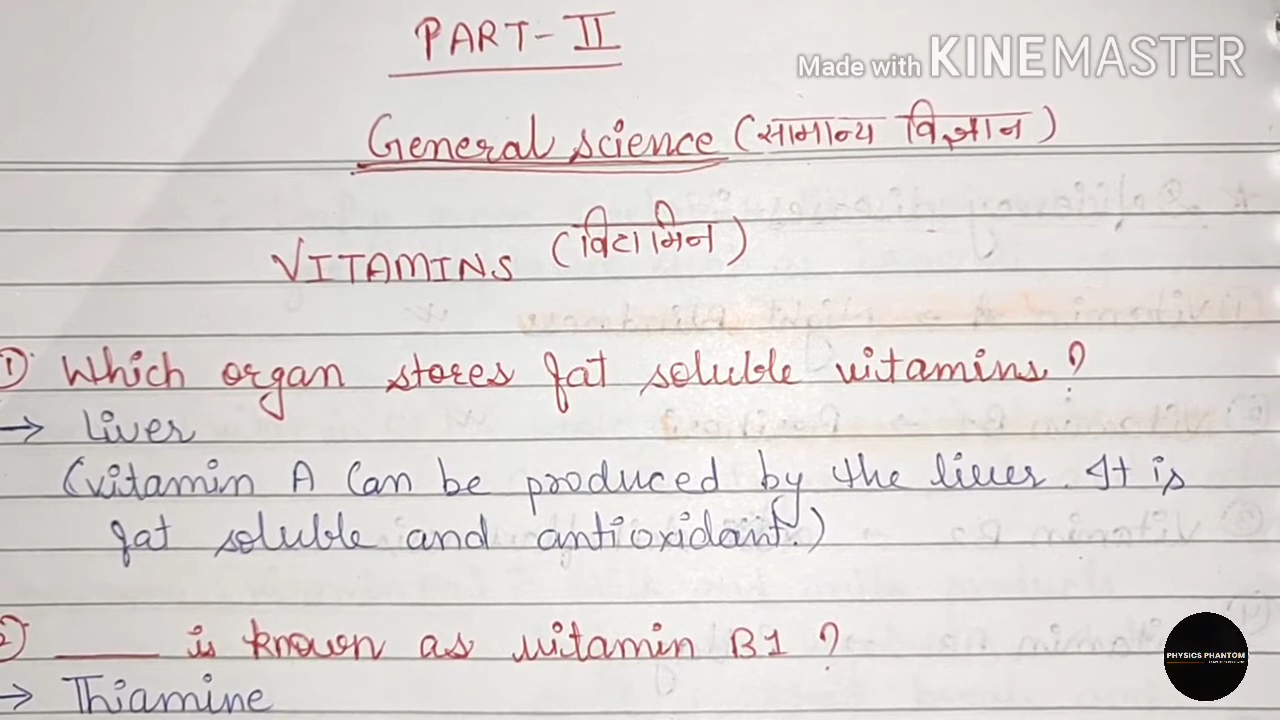 PART-II
Made with KINEMASTER
General science (सामान्य विज्ञान)
VITAMINS (विटामिन)
① Which organ stores fat soluble vitamins?
→ Liver
(vitamin A can be produced by the liver. It is
fat soluble and antioxidant.)
② ____ is known as vitamin B1 ?
→ Thiamine
PHYSICS PHANTOM